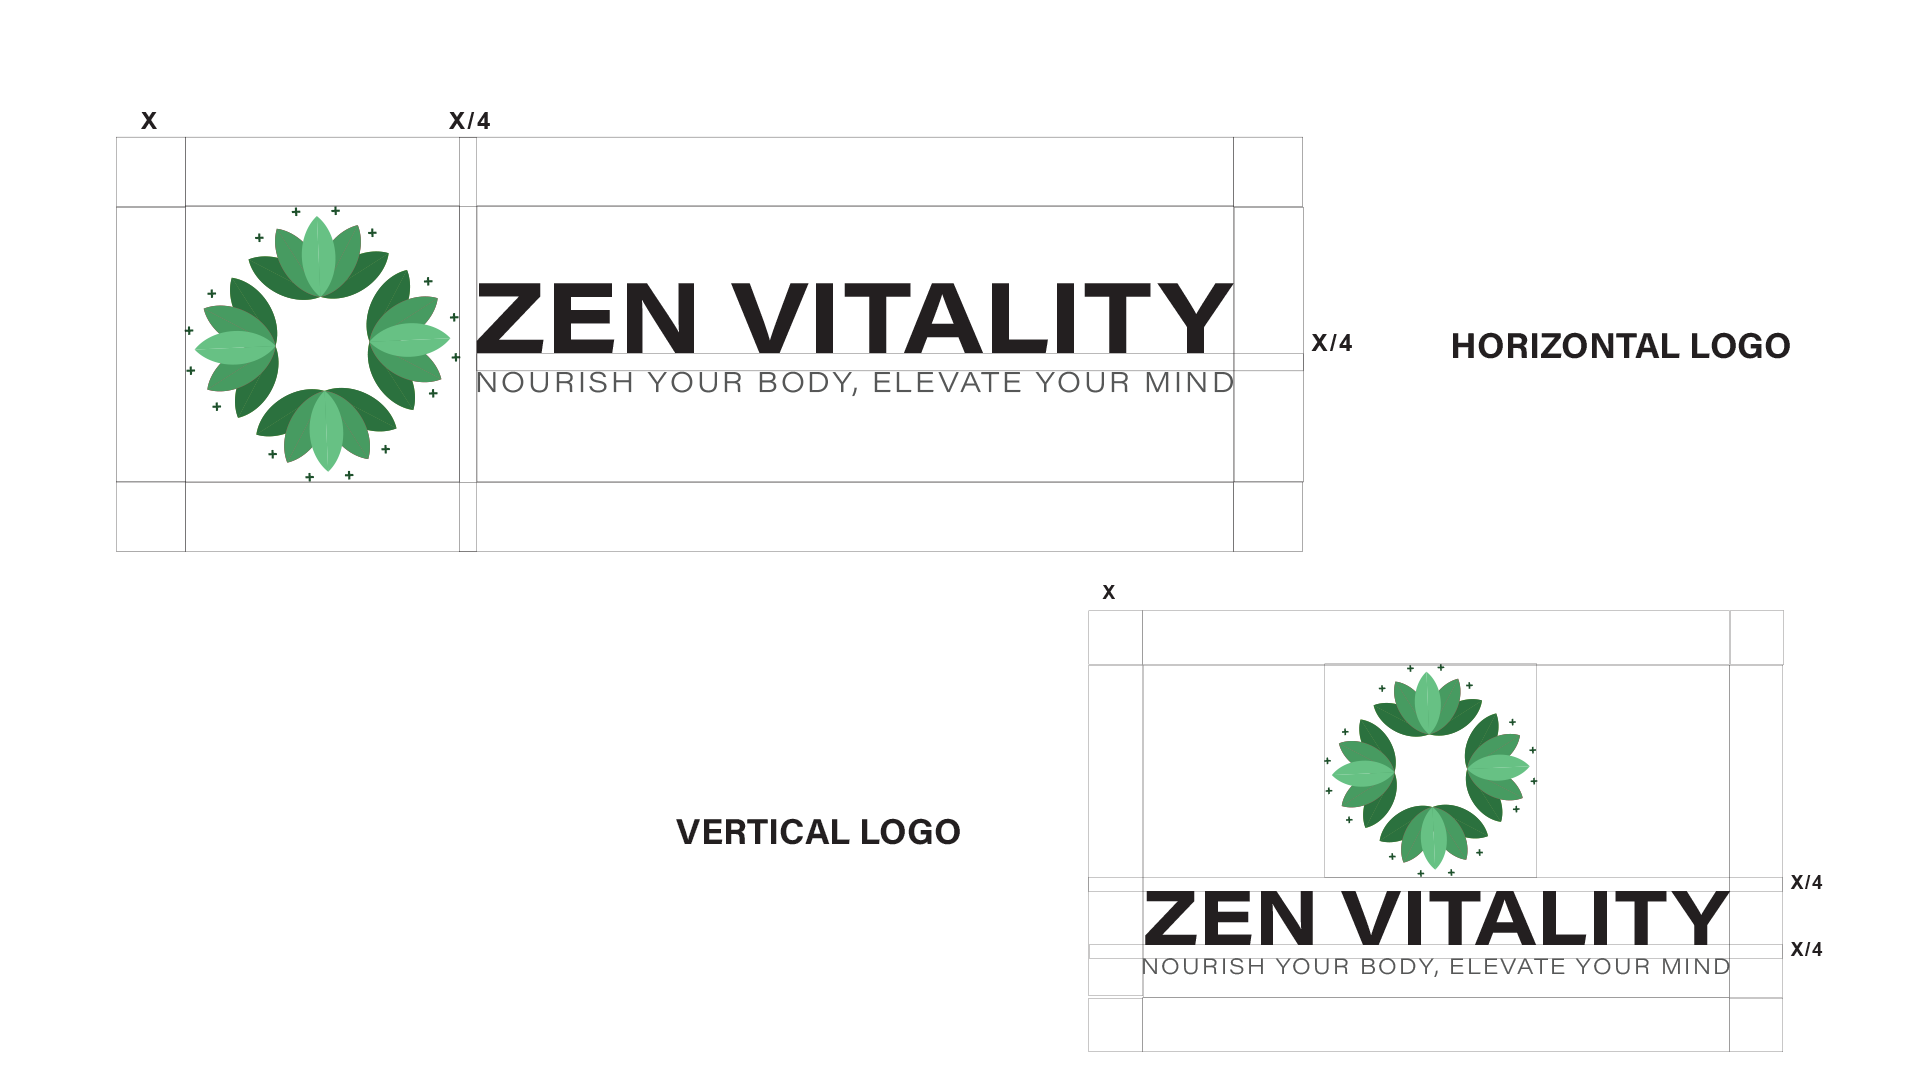 X
X/4
ZEN VITALITY
NOURISH YOUR BODY, ELEVATE YOUR MIND
X/4
HORIZONTAL LOGO
X
VERTICAL LOGO
X/4
ZEN VITALITY
X/4
NOURISH YOUR BODY, ELEVATE YOUR MIND